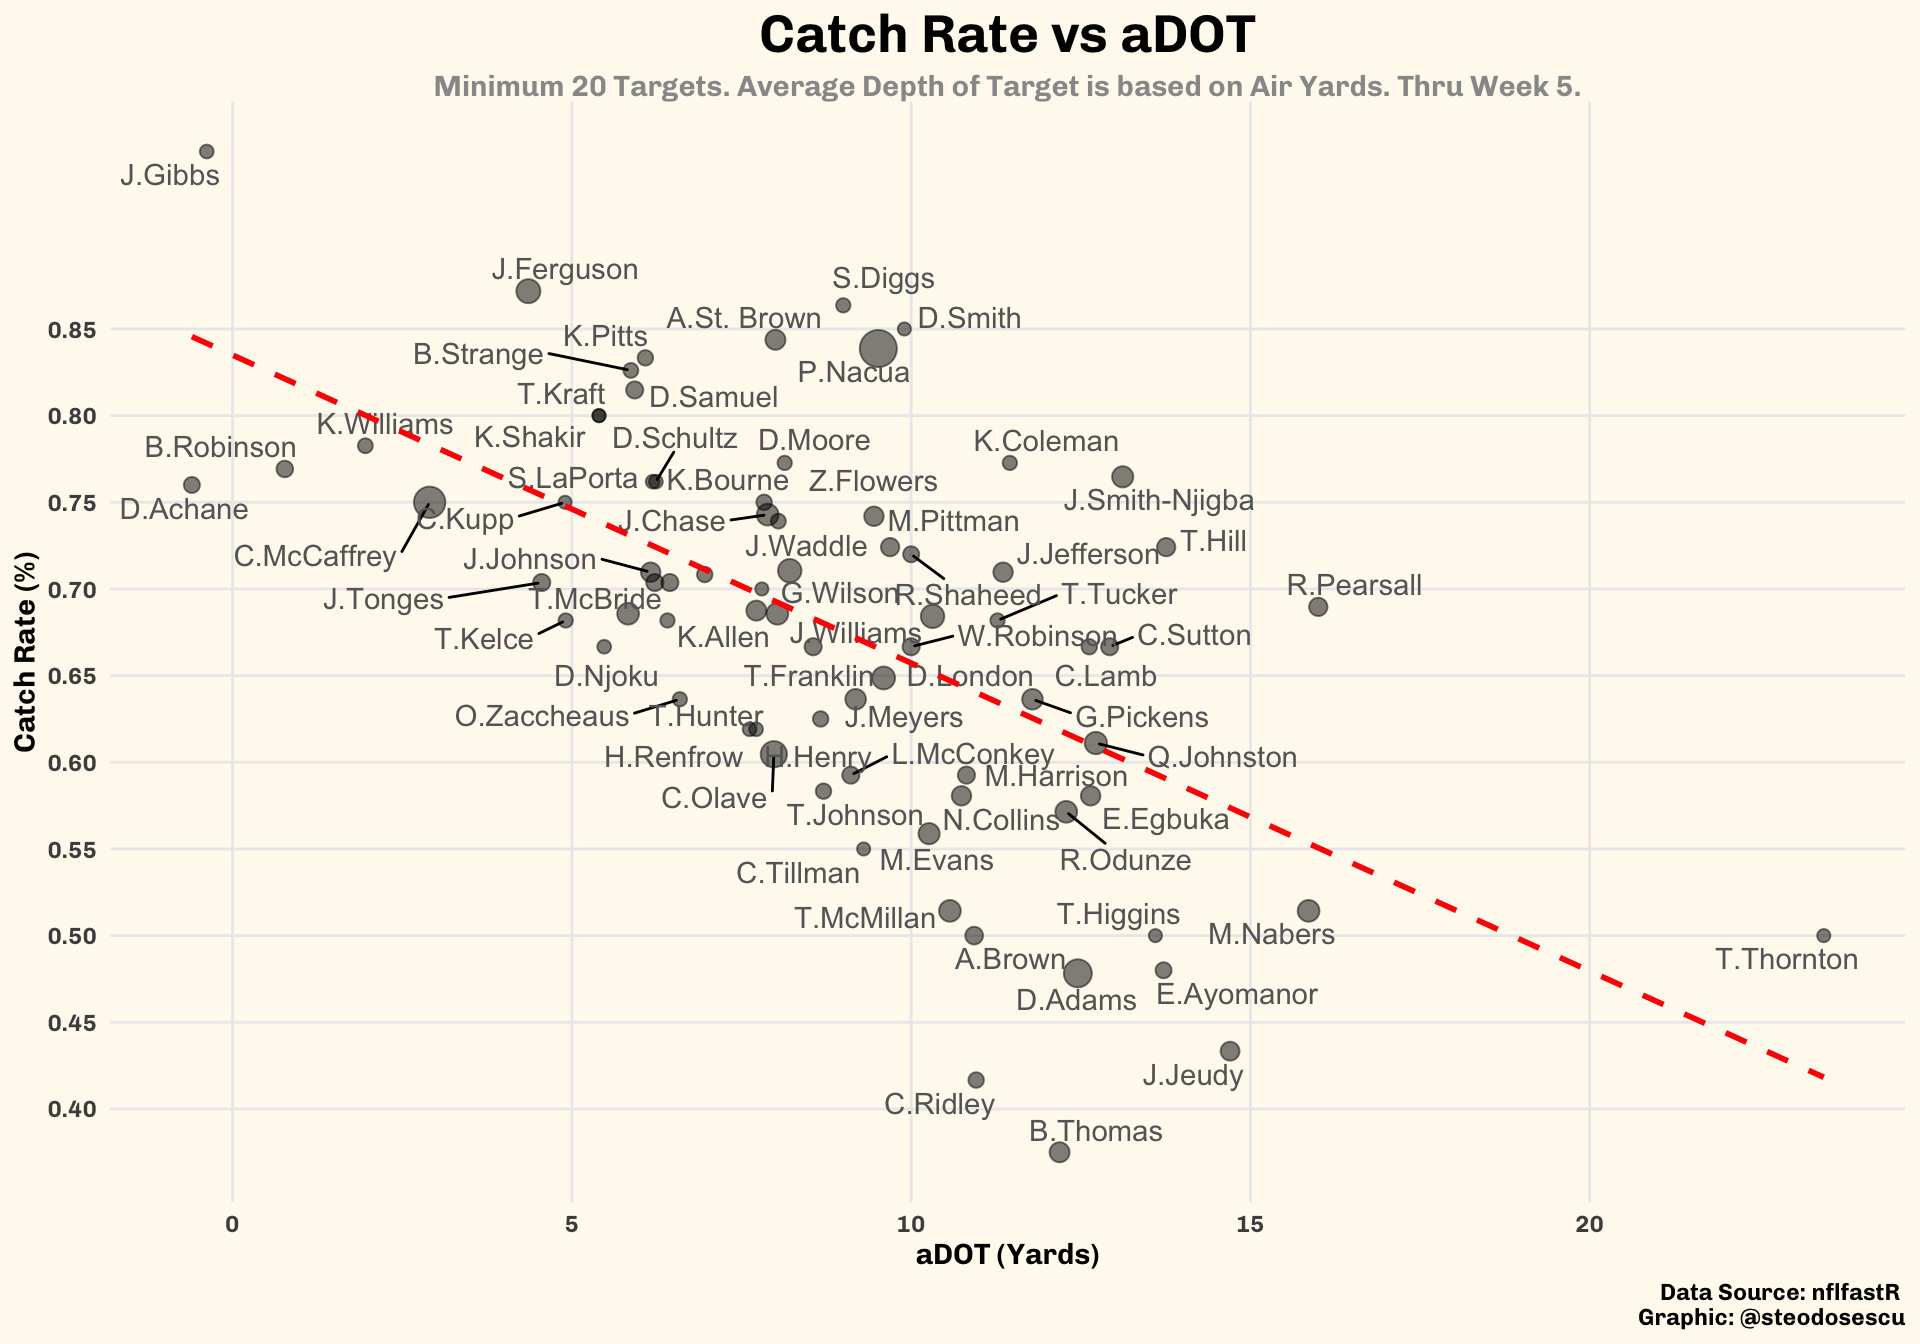 Catch Rate vs aDOT
Minimum 20 Targets. Average Depth of Target is based on Air Yards. Thru Week 5.
J.Gibbs
J.Ferguson
S.Diggs
A.St. Brown
D.Smith
0.85
K.Pitts
B.Strange
P.Nacua
T.Kraft
D.Samuel
0.80
K.Williams
K.Shakir
D.Schultz
D.Moore
K.Coleman
B.Robinson
S.LaPorta
K.Bourne
Z.Flowers
0.75
J.Smith-Njigba
D.Achane
C.Kupp
J.Chase
M.Pittman
T.Hill
C.McCaffrey
J.Johnson
J.Waddle
J.Jefferson
0.70
R.Pearsall
J.Tonges
T.McBride
G.Wilson
R.Shaheed
T.Tucker
T.Kelce
K.Allen
J.Williams
W.Robinson
C.Sutton
0.65
D.Njoku
T.Franklin
D.London
C.Lamb
O.Zaccheaus
T.Hunter
J.Meyers
G.Pickens
0.60
H.Renfrow
H.Henry
L.McConkey
Q.Johnston
M.Harrison
C.Olave
T.Johnson
N.Collins
E.Egbuka
0.55
C.Tillman
M.Evans
R.Odunze
T.McMillan
T.Higgins
M.Nabers
0.50
A.Brown
T.Thornton
D.Adams
E.Ayomanor
0.45
J.Jeudy
C.Ridley
0.40
B.Thomas
Catch Rate (%)
0 5 10 15 20
aDOT (Yards)
Data Source: nflfastR
Graphic: @steodosescu